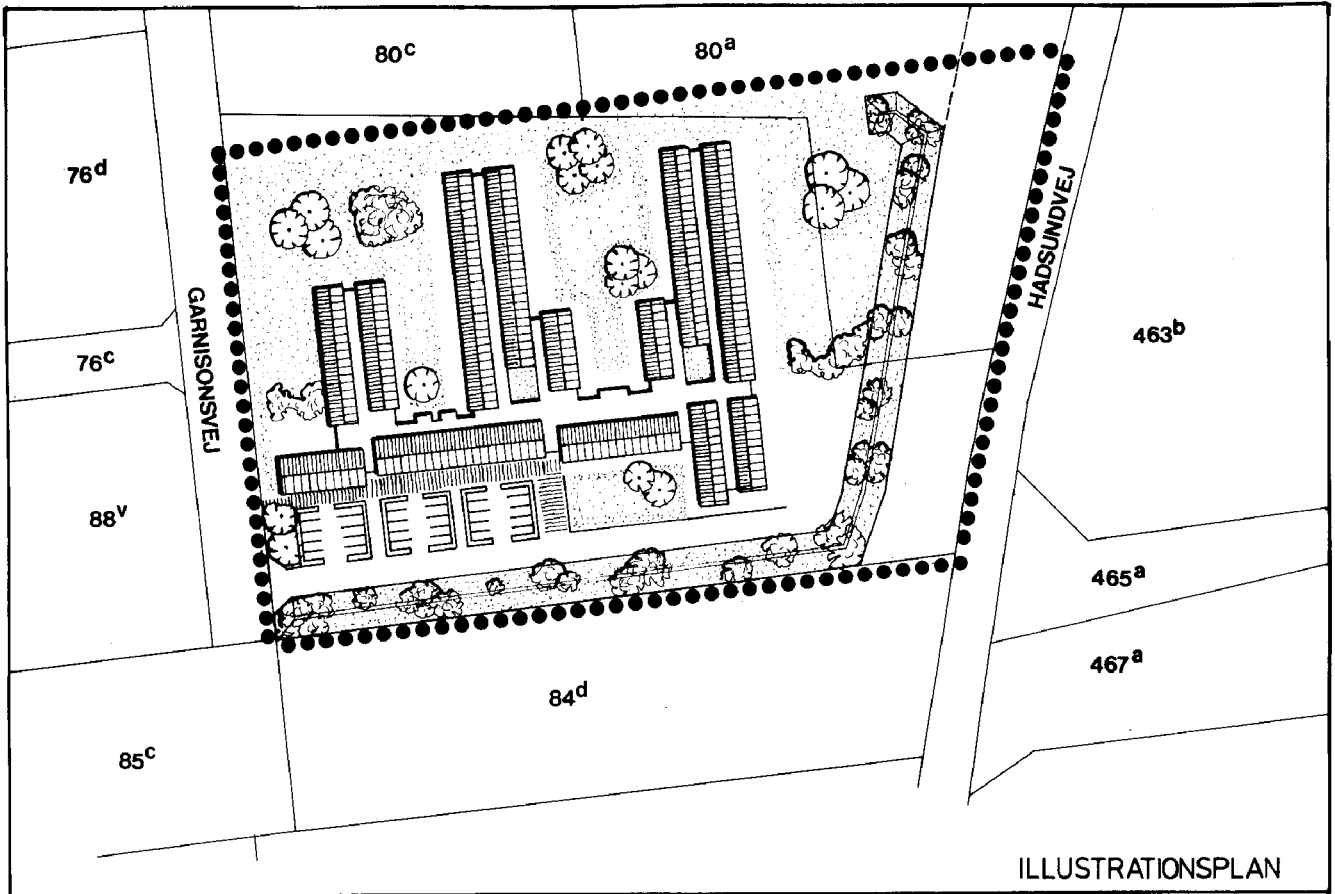 80c
80a
76d
HADSUNDVEJ
GARNISONSVEJ
463b
76c
88v
465a
467a
84d
85c
ILLUSTRATIONSPLAN